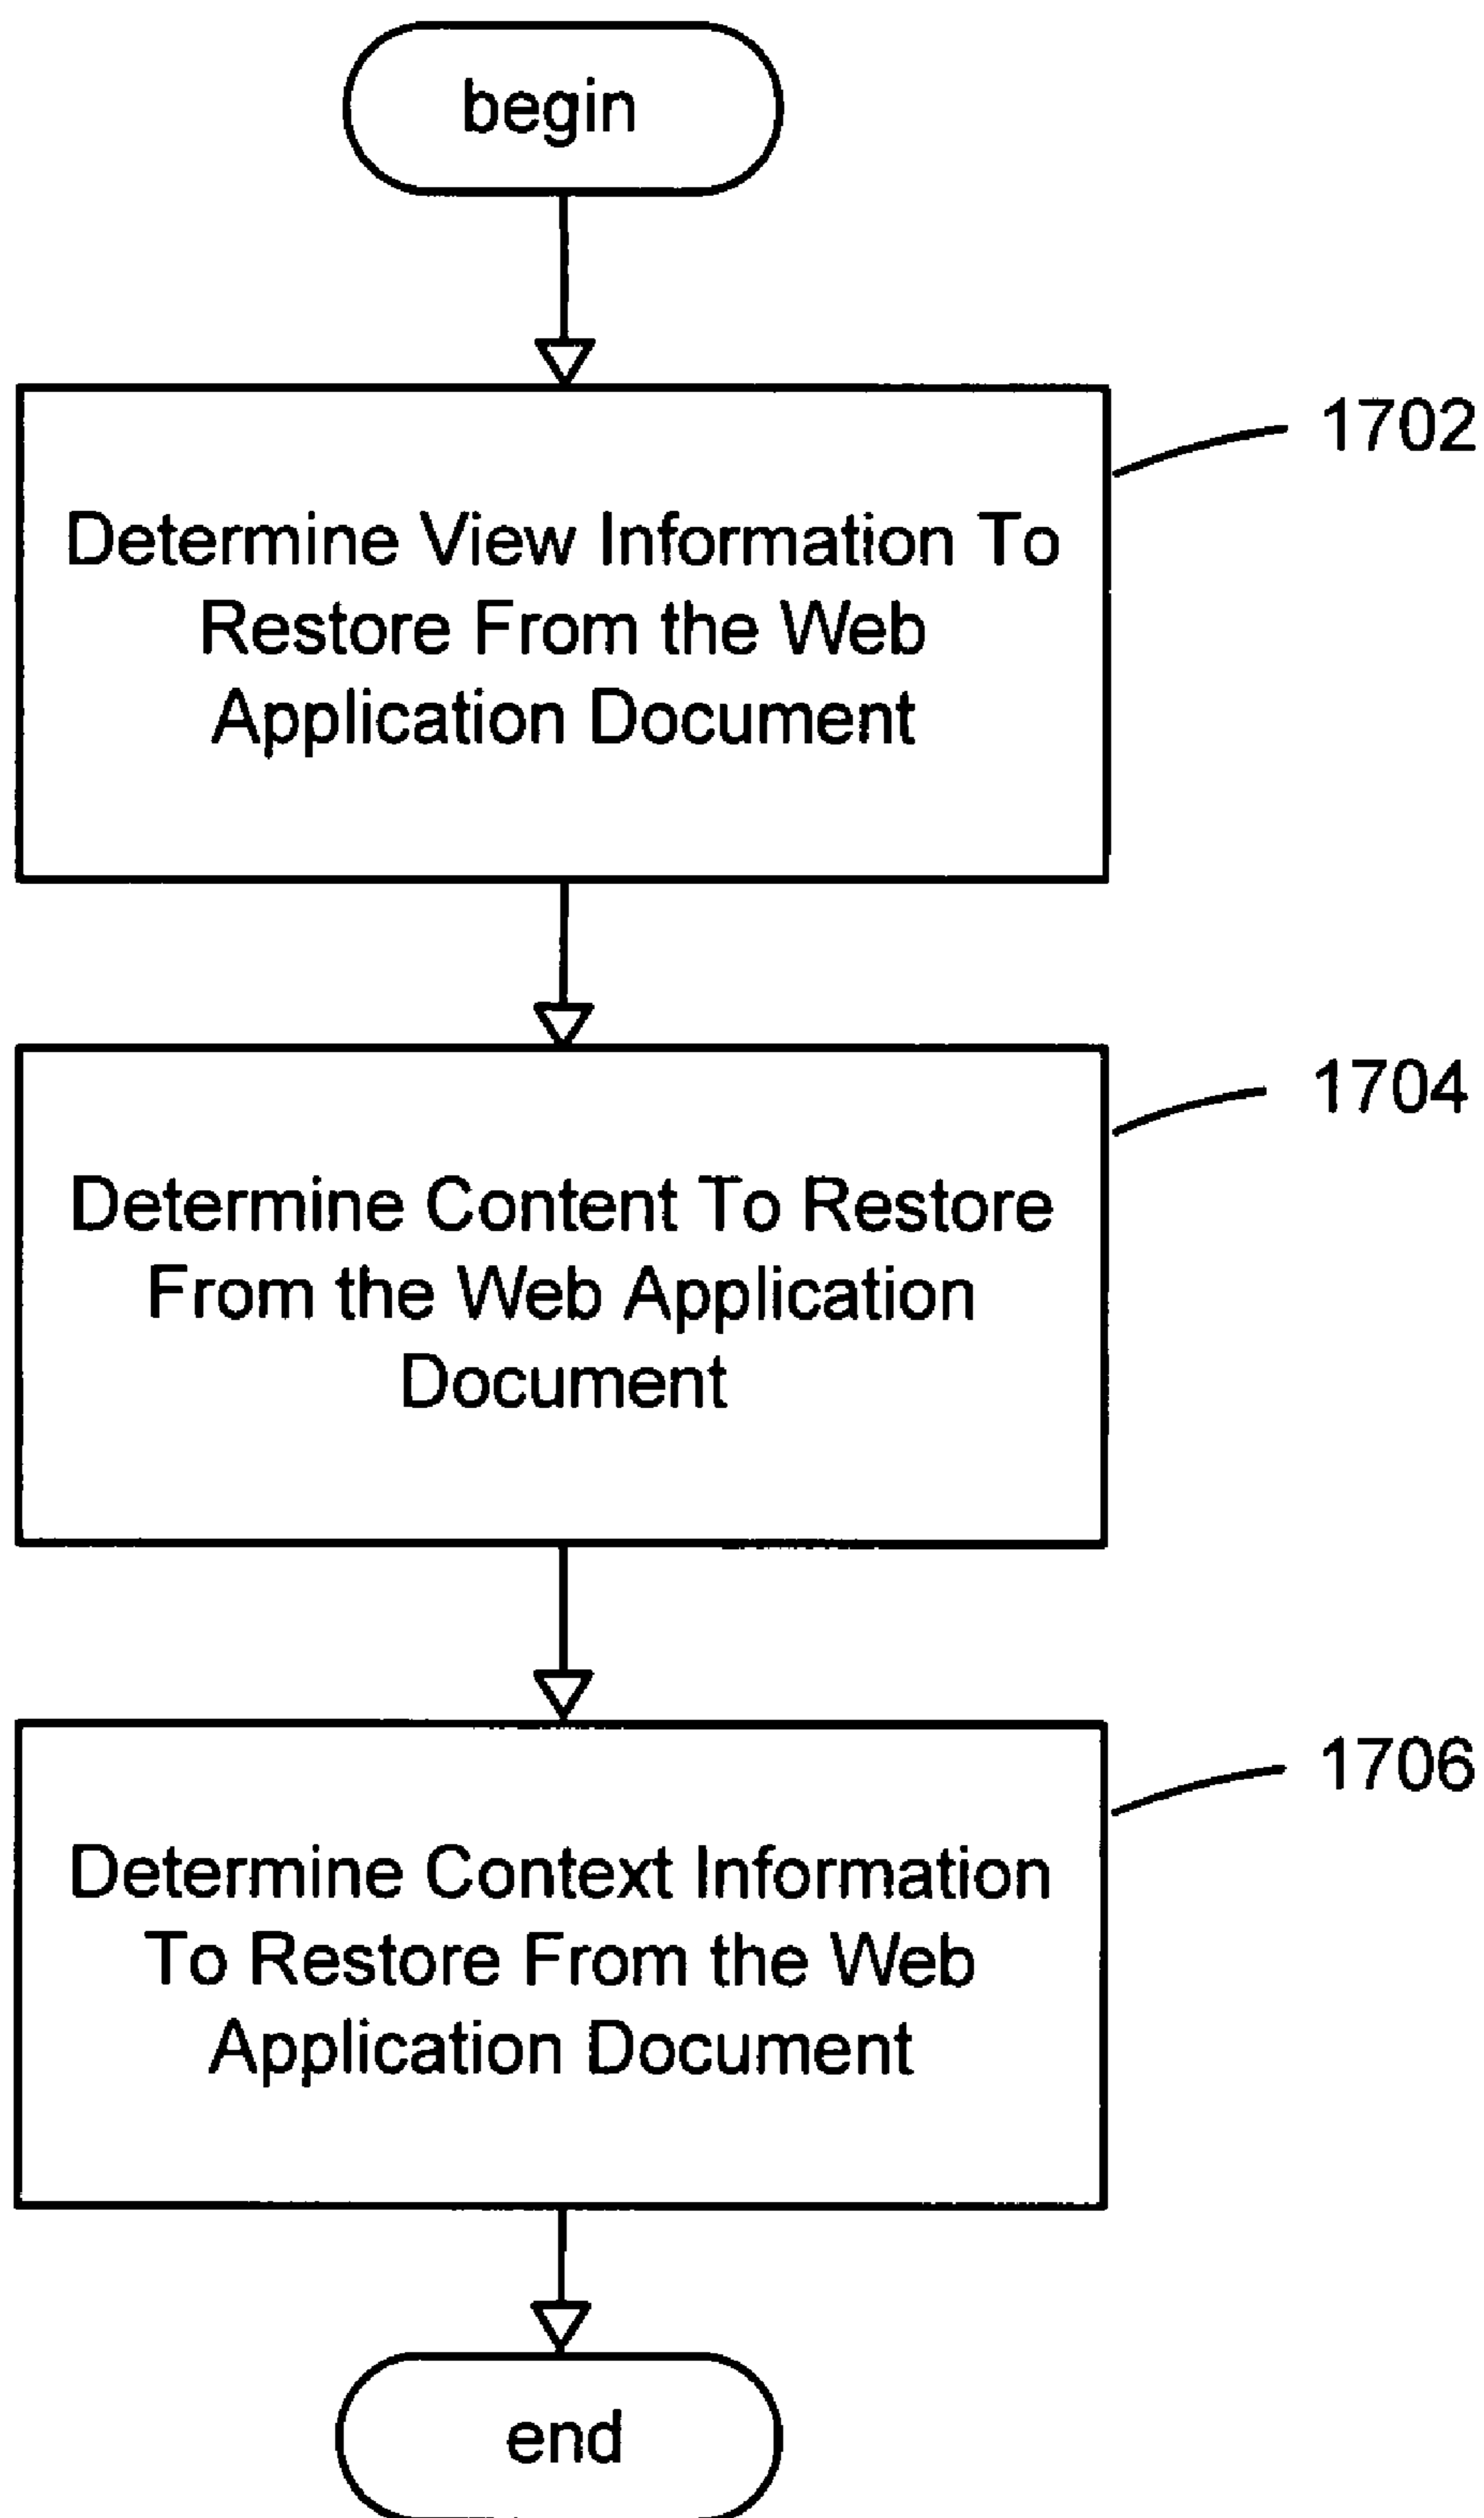 begin
1702
Determine View Information To
Restore From the Web
Application Document
1704
Determine Content To Restore
From the Web Application
Document
1706
Determine Context Information
To Restore From the Web
Application Document
end